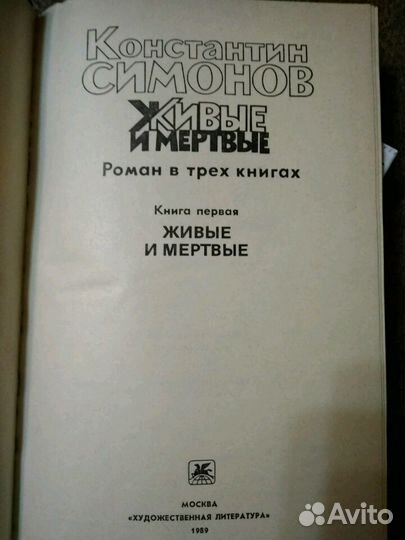 Константин
СИМОНОВ
ЖИВЫЕ
И МЕРТВЫЕ
Роман в трех книгах
Книга первая
ЖИВЫЕ
И МЕРТВЫЕ
МОСКВА
«ХУДОЖЕСТВЕННАЯ ЛИТЕРАТУРА»
1989
Avito